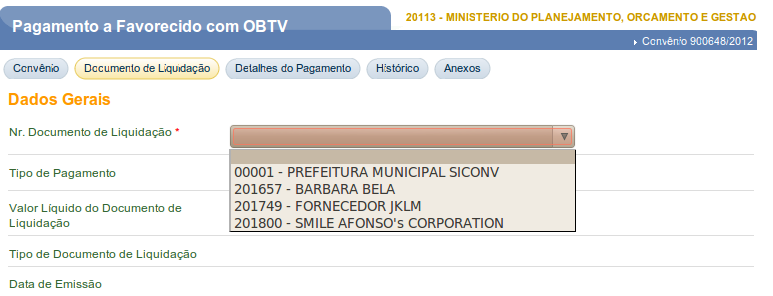 Pagamento a Favorecido com OBTV
20113 - MINISTERIO DO PLANEJAMENTO, ORCAMENTO E GESTAO
Convênio 900648/2012
Convênio
Documento de Liquidação
Detalhes do Pagamento
Histórico
Anexos
Dados Gerais
Nr. Documento de Liquidação *
00001 - PREFEITURA MUNICIPAL SICONV
201657 - BARBARA BELA
201749 - FORNECEDOR JKLM
201800 - SMILE AFONSO's CORPORATION
Tipo de Pagamento
Valor Líquido do Documento de
Liquidação
Tipo de Documento de Liquidação
Data de Emissão